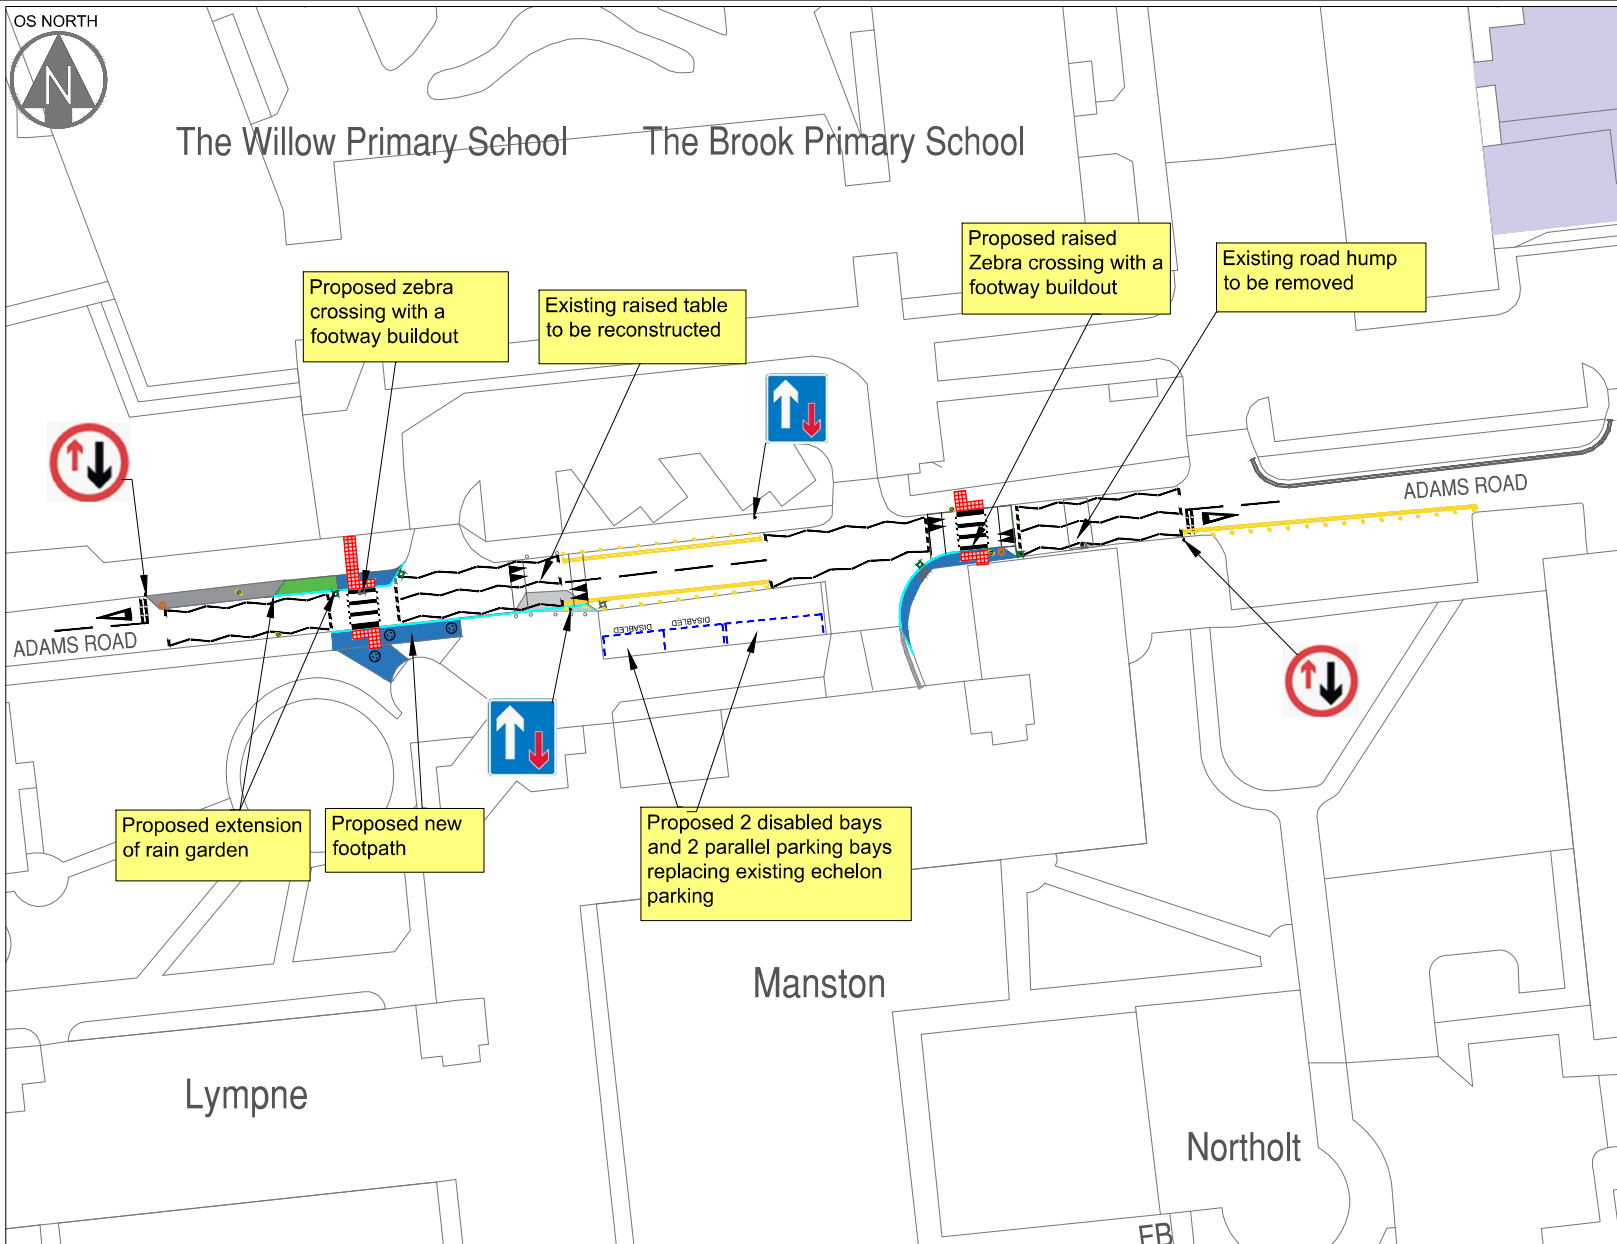 OS NORTH
N
The Willow Primary School
The Brook Primary School
Proposed raised
Zebra crossing with a
footway buildout
Existing road hump
to be removed
Proposed zebra
crossing with a
footway buildout
Existing raised table
to be reconstructed
ADAMS ROAD
ADAMS ROAD
DISABLED
DISABLED
Proposed extension
of rain garden
Proposed new
footpath
Proposed 2 disabled bays
and 2 parallel parking bays
replacing existing echelon
parking
Manston
Lympne
Northolt
FB